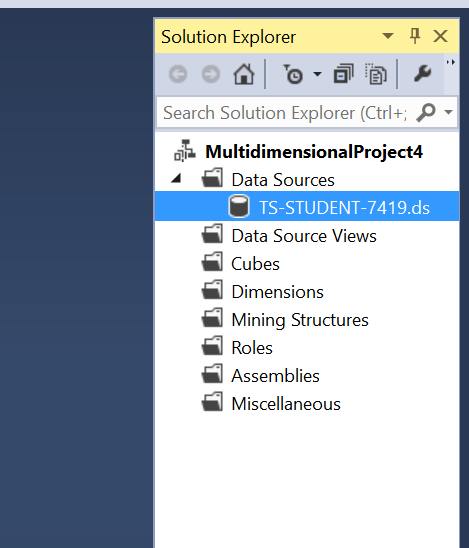 Solution Explorer
Search Solution Explorer (Ctrl+;
MultidimensionalProject4
Data Sources
TS-STUDENT-7419.ds
Data Source Views
Cubes
Dimensions
Mining Structures
Roles
Assemblies
Miscellaneous